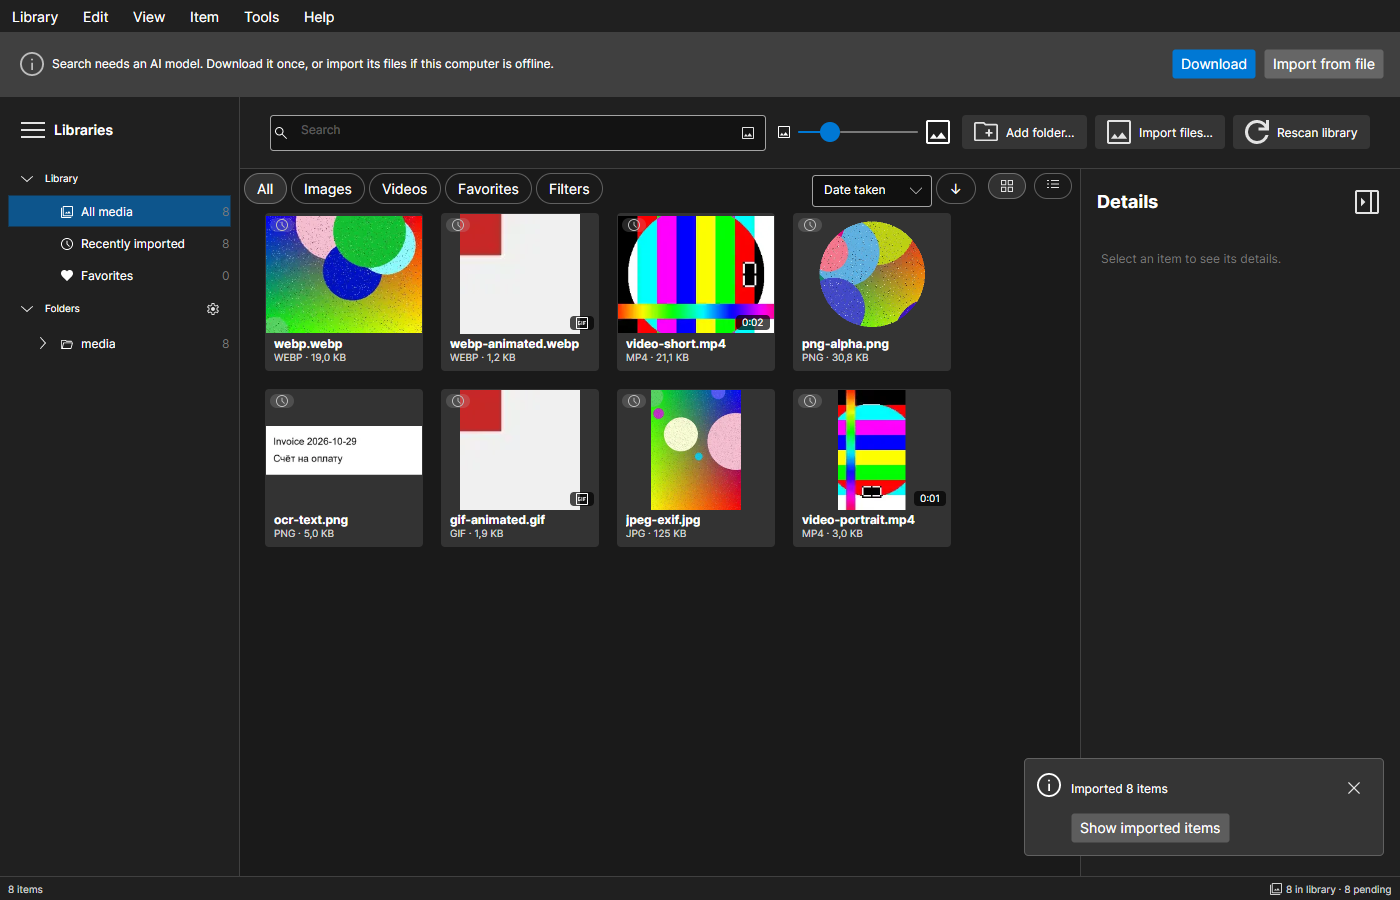 Library Edit View Item Tools Help
Search needs an AI model. Download it once, or import its files if this computer is offline.
Download
Import from file
Libraries
Search
Add folder...
Import files...
Rescan library
Library
All media 8
Recently imported 8
Favorites 0
Folders
media 8
All
Images
Videos
Favorites
Filters
Date taken
Details
Select an item to see its details.
webp.webp
WEBP · 19,0 KB
GIF
webp-animated.webp
WEBP · 1,2 KB
0:02
video-short.mp4
MP4 · 21,1 KB
png-alpha.png
PNG · 30,8 KB
Invoice 2026-10-29
Счёт на оплату
ocr-text.png
PNG · 5,0 KB
GIF
gif-animated.gif
GIF · 1,9 KB
jpeg-exif.jpg
JPG · 125 KB
0:01
video-portrait.mp4
MP4 · 3,0 KB
Imported 8 items
Show imported items
8 items
8 in library · 8 pending